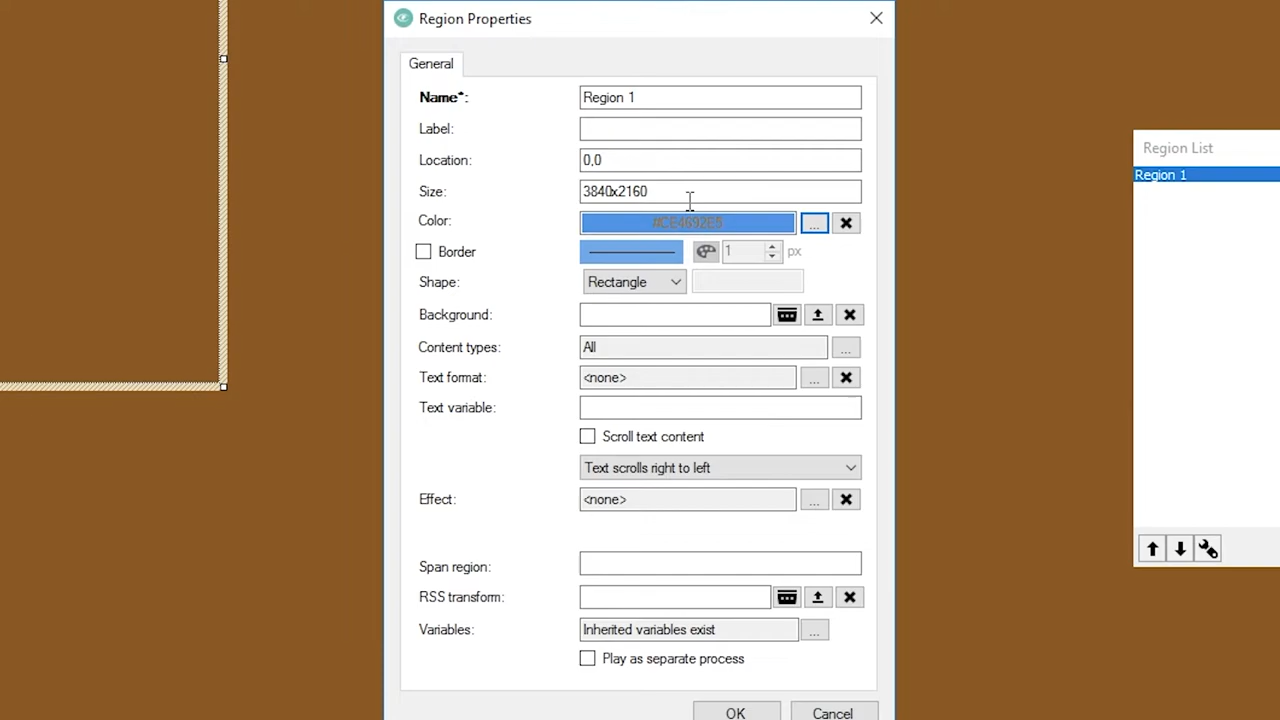 Region Properties
General
Name*:
Region 1
Label:
Location:
0,0
Size:
3840x2160
Color:
#CE4692E5
...
Border
1
px
Shape:
Rectangle
Background:
Content types:
All
...
Text format:
<none>
...
Text variable:
Scroll text content
Text scrolls right to left
Effect:
<none>
...
Span region:
RSS transform:
Variables:
Inherited variables exist
...
Play as separate process
OK
Cancel
Region List
Region 1